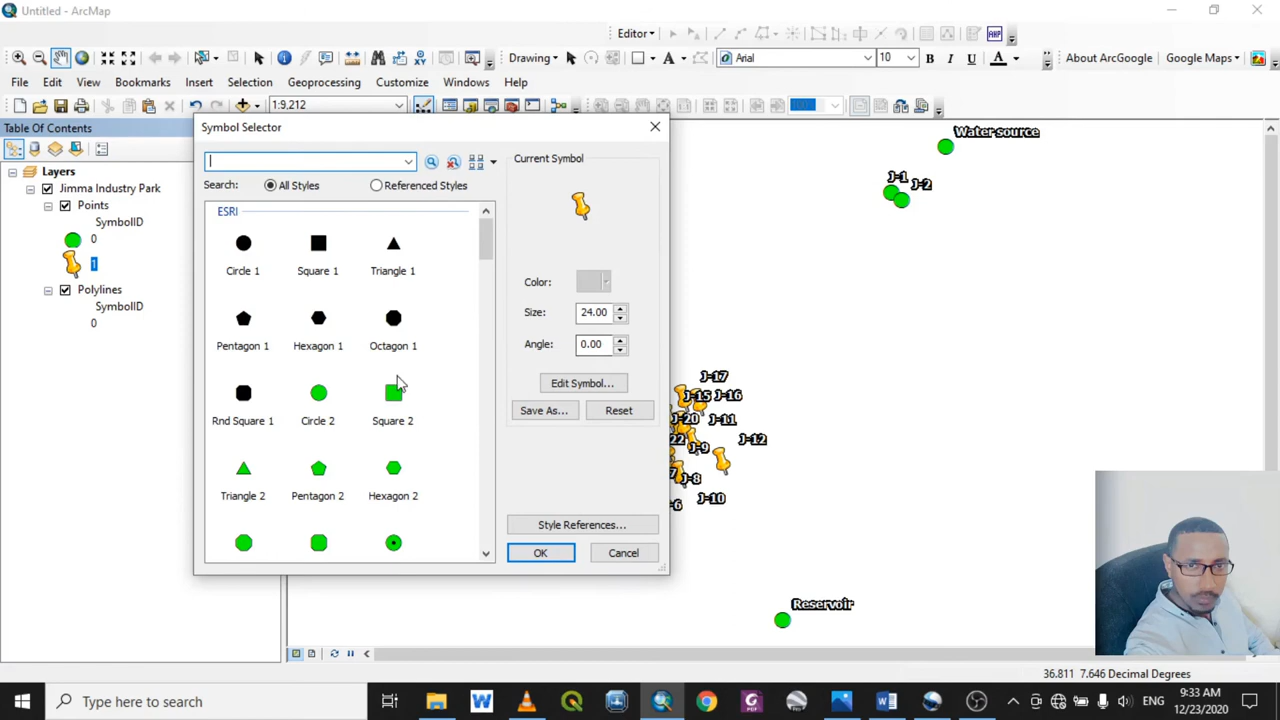 Untitled - ArcMap
Editor
Drawing
Arial
10
B I U A
About ArcGoogle
Google Maps
File Edit View Bookmarks Insert Selection Geoprocessing Customize Windows Help
1:9,212
100%
Table Of Contents
Layers
Jimma Industry Park
Points
SymbolID
0
1
Polylines
SymbolID
0
Symbol Selector
Search: All Styles Referenced Styles
ESRI
Circle 1 Square 1 Triangle 1
Pentagon 1 Hexagon 1 Octagon 1
Rnd Square 1 Circle 2 Square 2
Triangle 2 Pentagon 2 Hexagon 2
Current Symbol
Color:
Size: 24.00
Angle: 0.00
Edit Symbol...
Save As... Reset
Style References...
OK Cancel
Water source
J-1
J-2
J-17
J-15 J-16
J-20 J-11
22 J-9 J-12
7 J-8
-6 J-10
Reservoir
36.811 7.646 Decimal Degrees
Type here to search
ENG
9:33 AM
12/23/2020